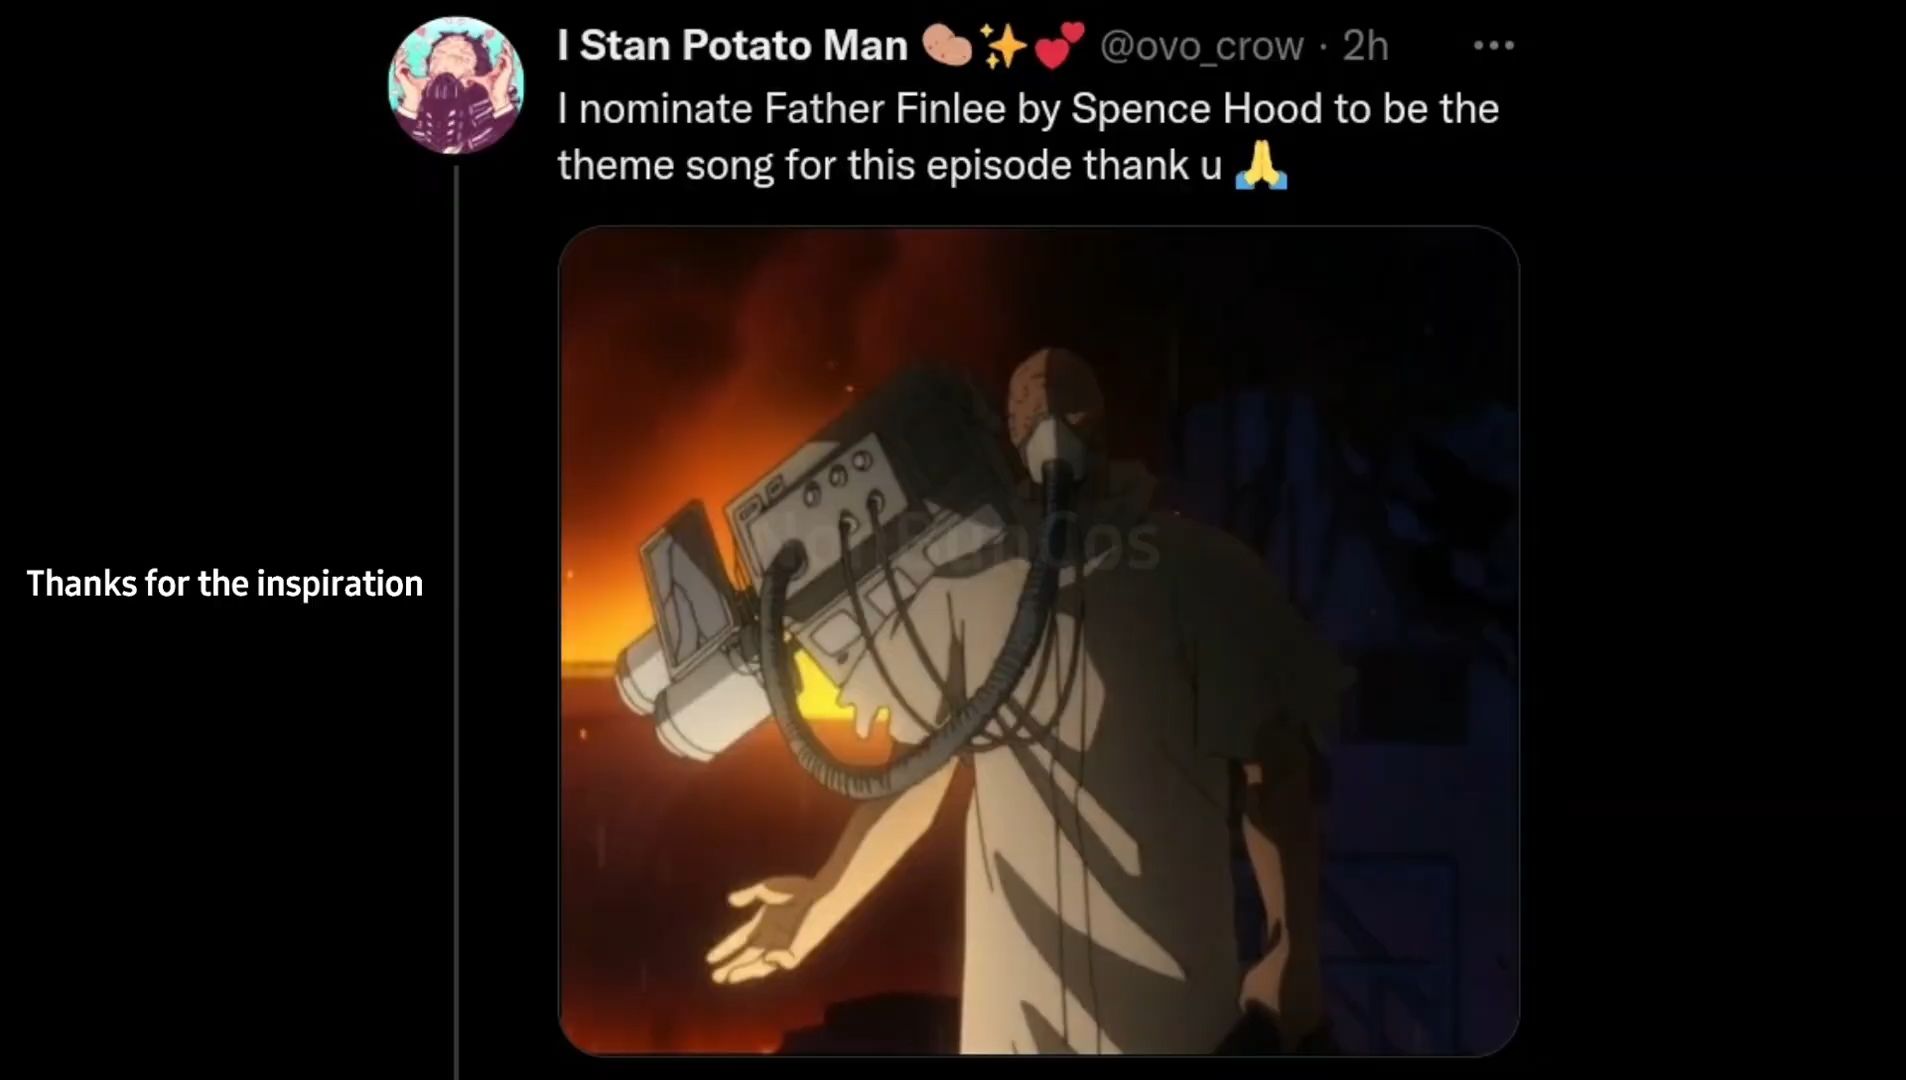 I Stan Potato Man 🥔✨💕 @ovo_crow · 2h
I nominate Father Finlee by Spence Hood to be the
theme song for this episode thank u 🙏
Thanks for the inspiration